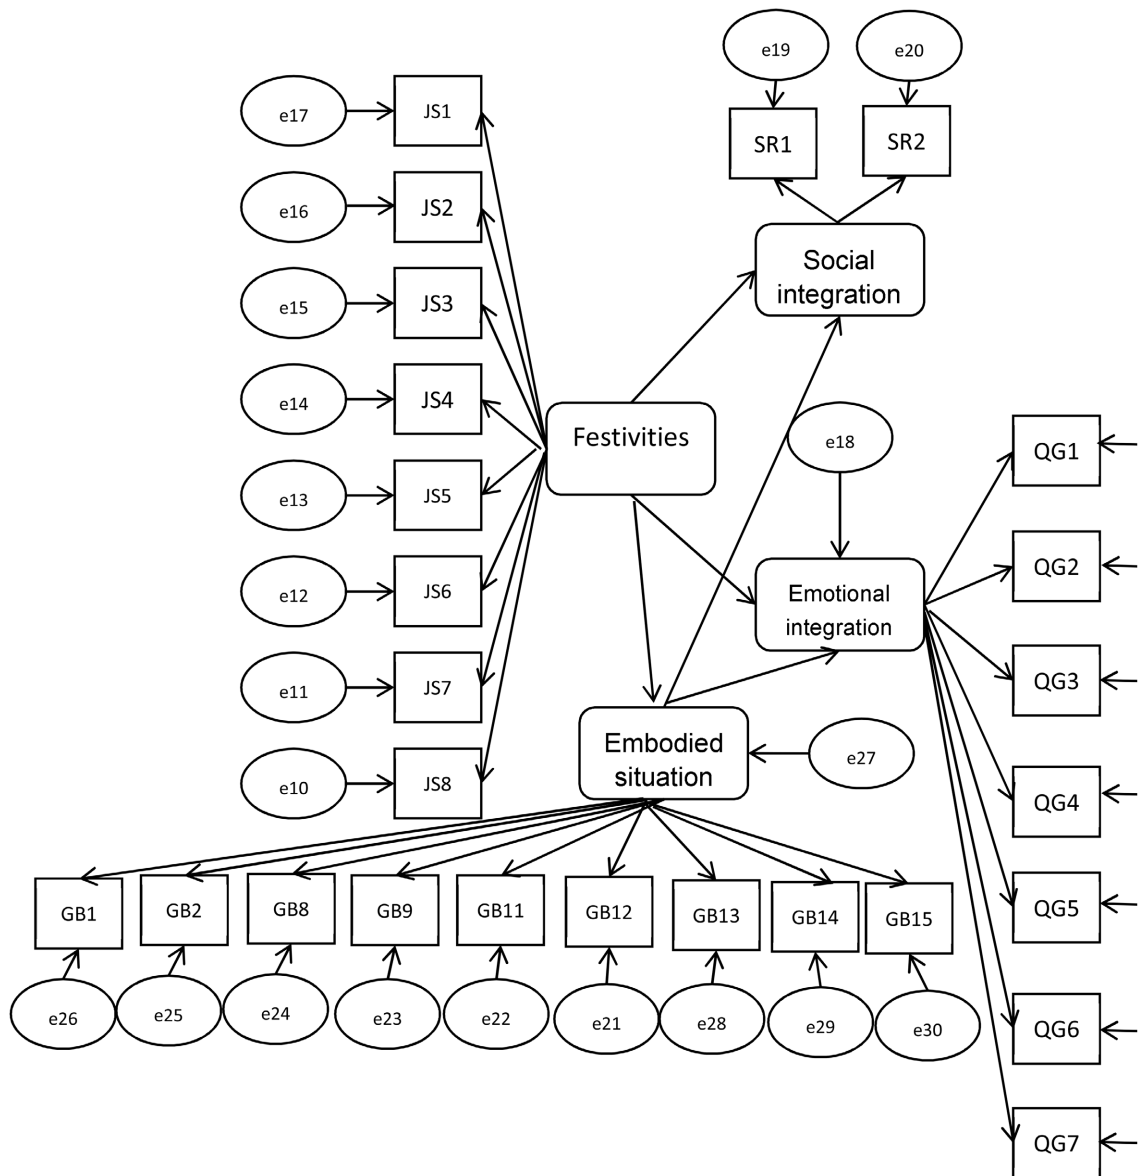 e19
e20
e17
JS1
SR1
SR2
e16
JS2
Social
integration
e15
JS3
e14
JS4
Festivities
e18
QG1
e13
JS5
QG2
e12
JS6
Emotional
integration
QG3
e11
JS7
Embodied
situation
e27
e10
JS8
QG4
GB1
GB2
GB8
GB9
GB11
GB12
GB13
GB14
GB15
QG5
e26
e25
e24
e23
e22
e21
e28
e29
e30
QG6
QG7